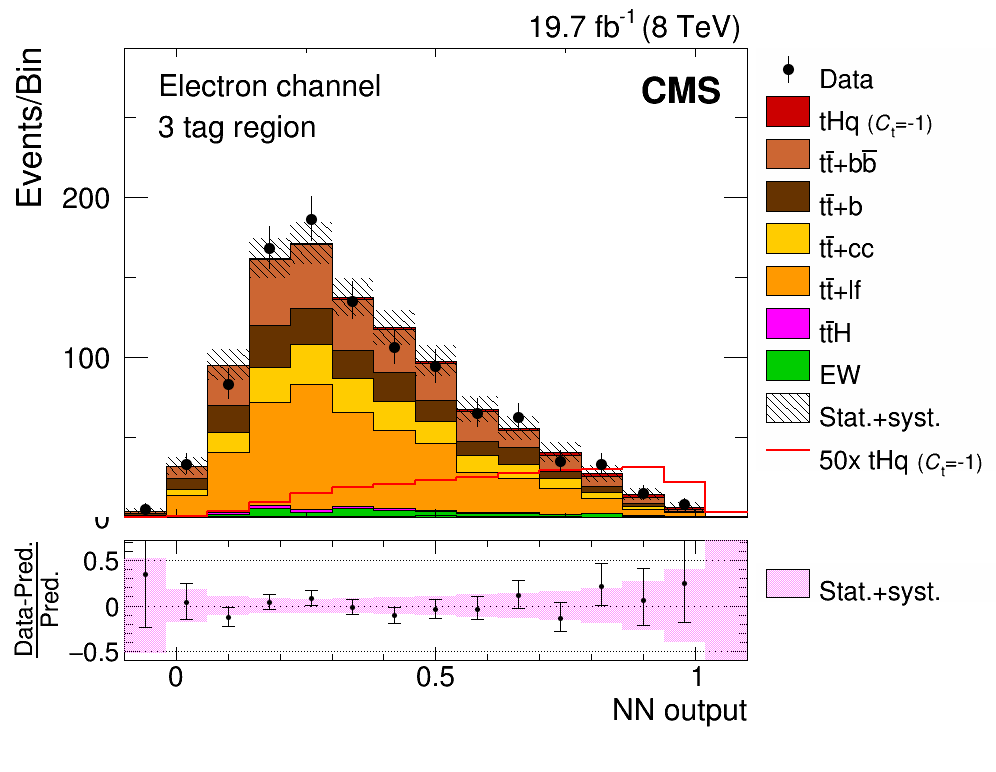 19.7 fb⁻¹ (8 TeV)
Events/Bin
Electron channel
3 tag region
CMS
200
100
0
Data
tHq (Cₜ=-1)
tt̄+bb̄
tt̄+b
tt̄+cc
tt̄+lf
tt̄H
EW
Stat.+syst.
50x tHq (Cₜ=-1)
Data-Pred.
Pred.
0.5
0
−0.5
Stat.+syst.
0 0.5 1
NN output